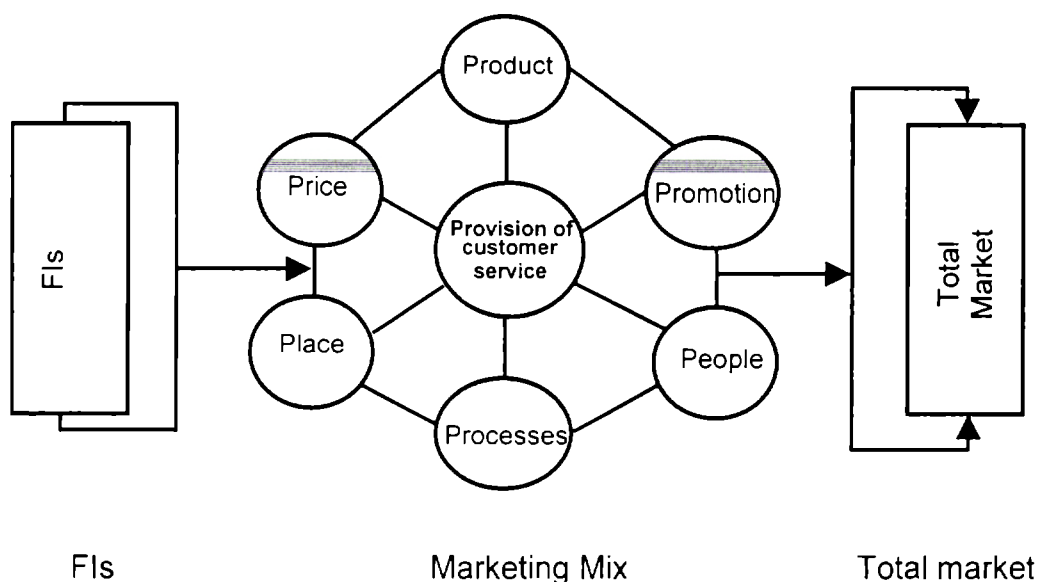 Product
Price
Promotion
Provision of
customer
service
FIs
Total
Market
Place
People
Processes
FIs
Marketing Mix
Total market